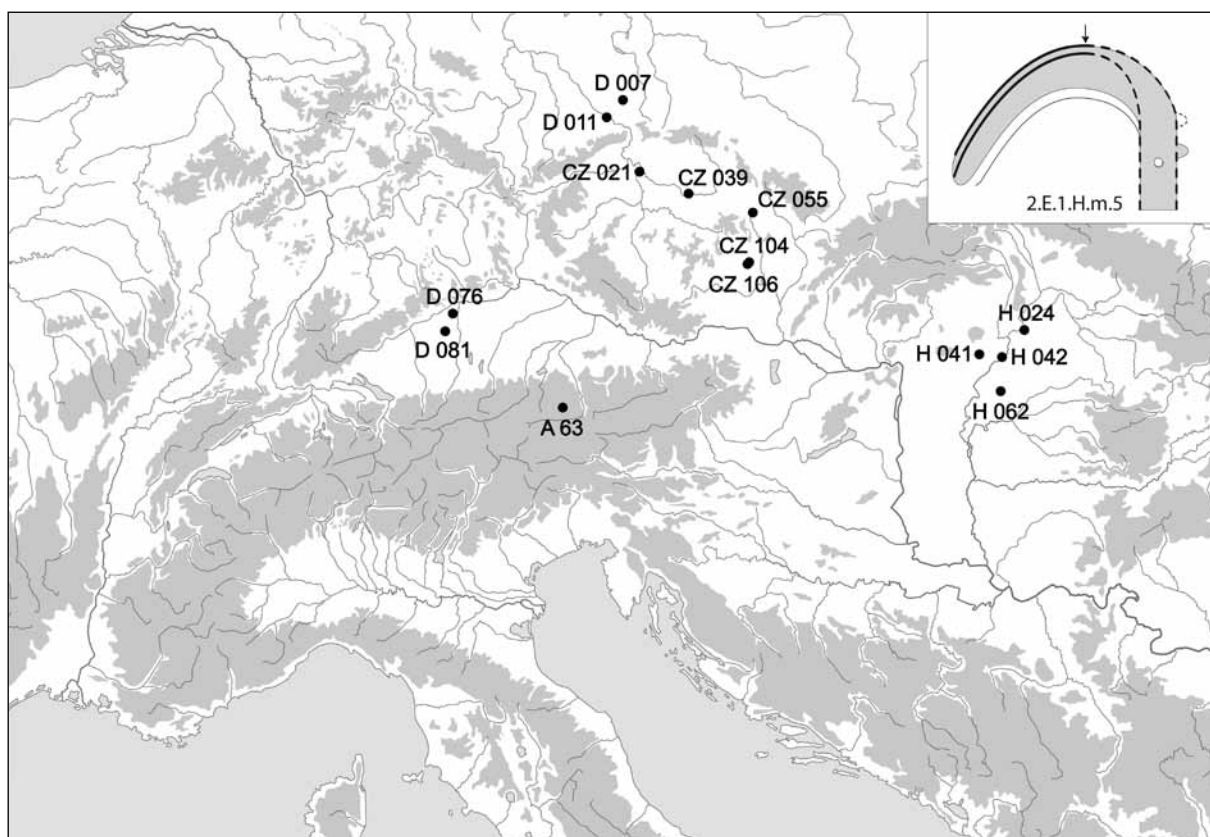 D 007
D 011
CZ 021
CZ 039
CZ 055
2.E.1.H.m.5
CZ 104
CZ 106
D 076
D 081
H 024
H 041
H 042
H 062
A 63